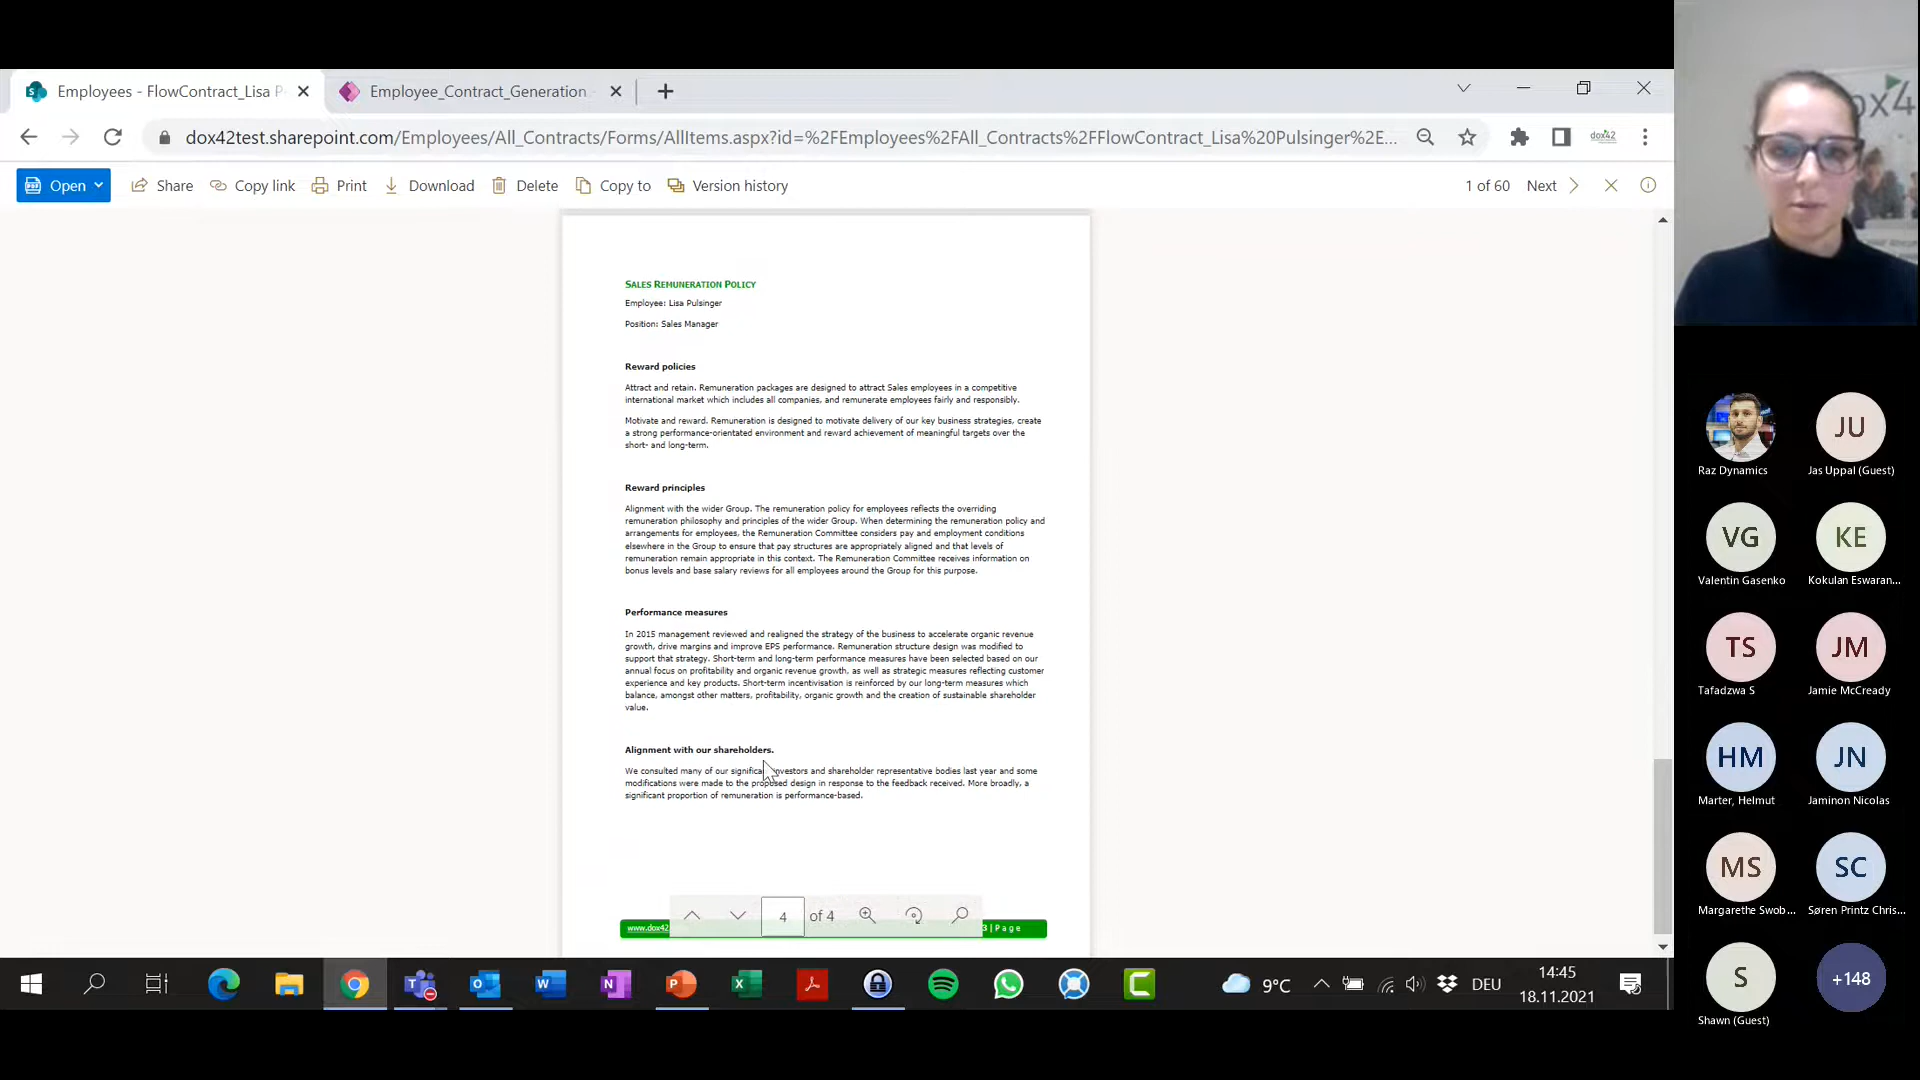 Employees - FlowContract_Lisa P
Employee_Contract_Generation
dox42test.sharepoint.com/Employees/All_Contracts/Forms/AllItems.aspx?id=%2FEmployees%2FAll_Contracts%2FFlowContract_Lisa%20Pulsinger%2E...
dox42
Open
Share
Copy link
Print
Download
Delete
Copy to
Version history
1 of 60
Next
SALES REMUNERATION POLICY
Employee: Lisa Pulsinger
Position: Sales Manager
Reward policies
Attract and retain. Remuneration packages are designed to attract Sales employees in a competitive
international market which includes all companies, and remunerate employees fairly and responsibly.
Motivate and reward. Remuneration is designed to motivate delivery of our key business strategies, create
a strong performance-orientated environment and reward achievement of meaningful targets over the
short- and long-term.
Reward principles
Alignment with the wider Group. The remuneration policy for employees reflects the overriding
remuneration philosophy and principles of the wider Group. When determining the remuneration policy and
arrangements for employees, the Remuneration Committee considers pay and employment conditions
elsewhere in the Group to ensure that pay structures are appropriately aligned and that levels of
remuneration remain appropriate in this context. The Remuneration Committee receives information on
bonus levels and base salary reviews for all employees around the Group for this purpose.
Performance measures
In 2015 management reviewed and realigned the strategy of the business to accelerate organic revenue
growth, drive margins and improve EPS performance. Remuneration structure design was modified to
support that strategy. Short-term and long-term performance measures have been selected based on our
annual focus on profitability and organic revenue growth, as well as strategic measures reflecting customer
experience and key products. Short-term incentivisation is reinforced by our long-term measures which
balance, amongst other matters, profitability, organic growth and the creation of sustainable shareholder
value.
Alignment with our shareholders.
We consulted many of our significant investors and shareholder representative bodies last year and some
modifications were made to the proposed design in response to the feedback received. More broadly, a
significant proportion of remuneration is performance-based.
4 of 4
www.dox42
3 | Page
9°C
DEU
14:45
18.11.2021
ox4
Raz Dynamics
JU
Jas Uppal (Guest)
VG
Valentin Gasenko
KE
Kokulan Eswaran...
TS
Tafadzwa S
JM
Jamie McCready
HM
Marter, Helmut
JN
Jaminon Nicolas
MS
Margarethe Swob...
SC
Søren Printz Chris...
S
Shawn (Guest)
+148